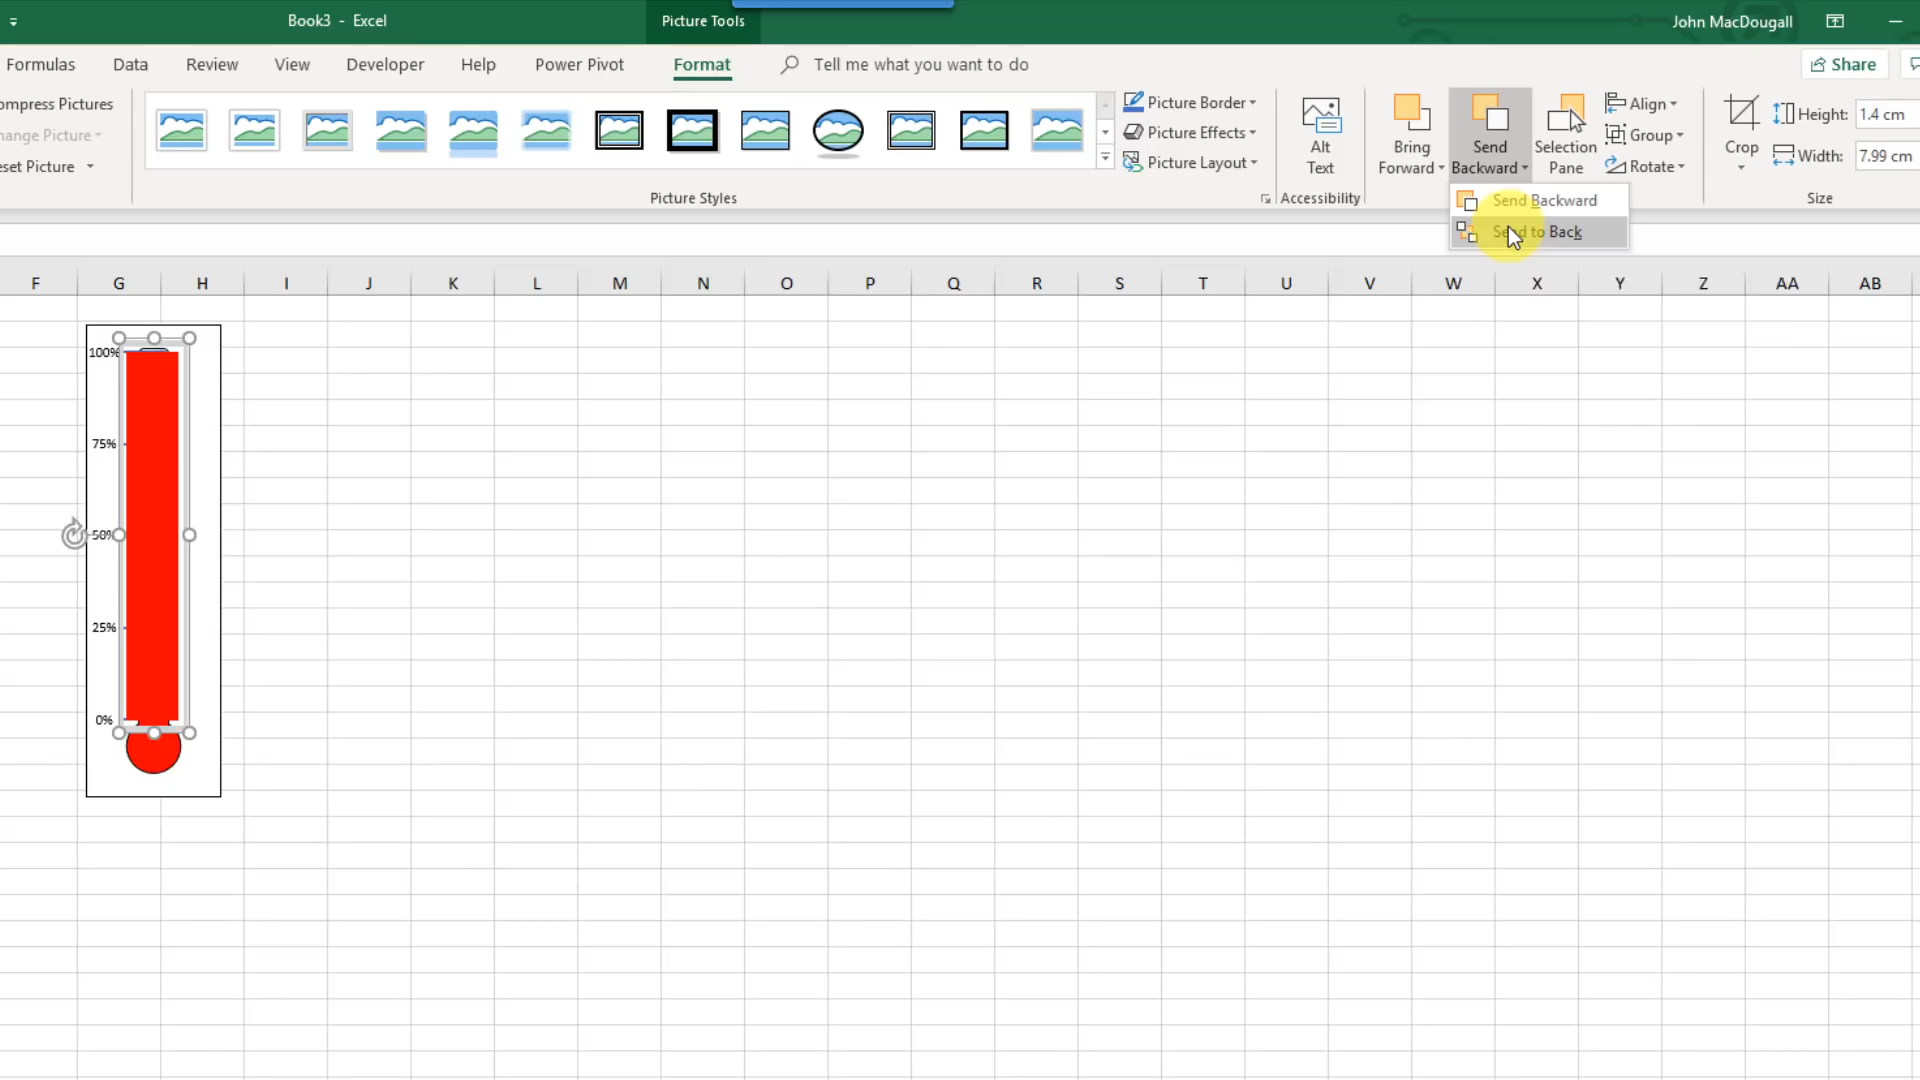 Book3 - Excel
Picture Tools
John MacDougall
Formulas
Data
Review
View
Developer
Help
Power Pivot
Format
Tell me what you want to do
Share
ompress Pictures
hange Picture
eset Picture
Picture Border
Picture Effects
Picture Layout
Alt
Text
Bring
Forward
Send
Backward
Selection
Pane
Align
Group
Rotate
Crop
Height:
1.4 cm
Width:
7.99 cm
Picture Styles
Accessibility
Size
Send Backward
Send to Back
F
G
H
I
J
K
L
M
N
O
P
Q
R
S
T
U
V
W
X
Y
Z
AA
AB
100%
75%
50%
25%
0%